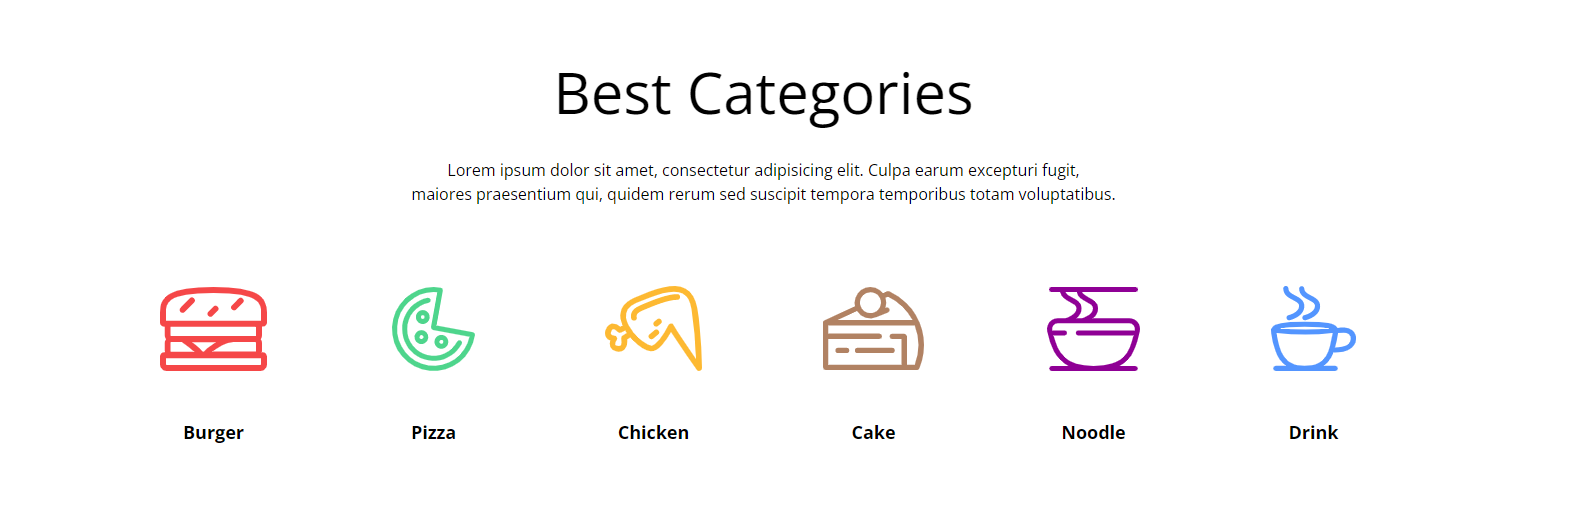 Best Categories
Lorem ipsum dolor sit amet, consectetur adipisicing elit. Culpa earum excepturi fugit,
maiores praesentium qui, quidem rerum sed suscipit tempora temporibus totam voluptatibus.
Burger
Pizza
Chicken
Cake
Noodle
Drink